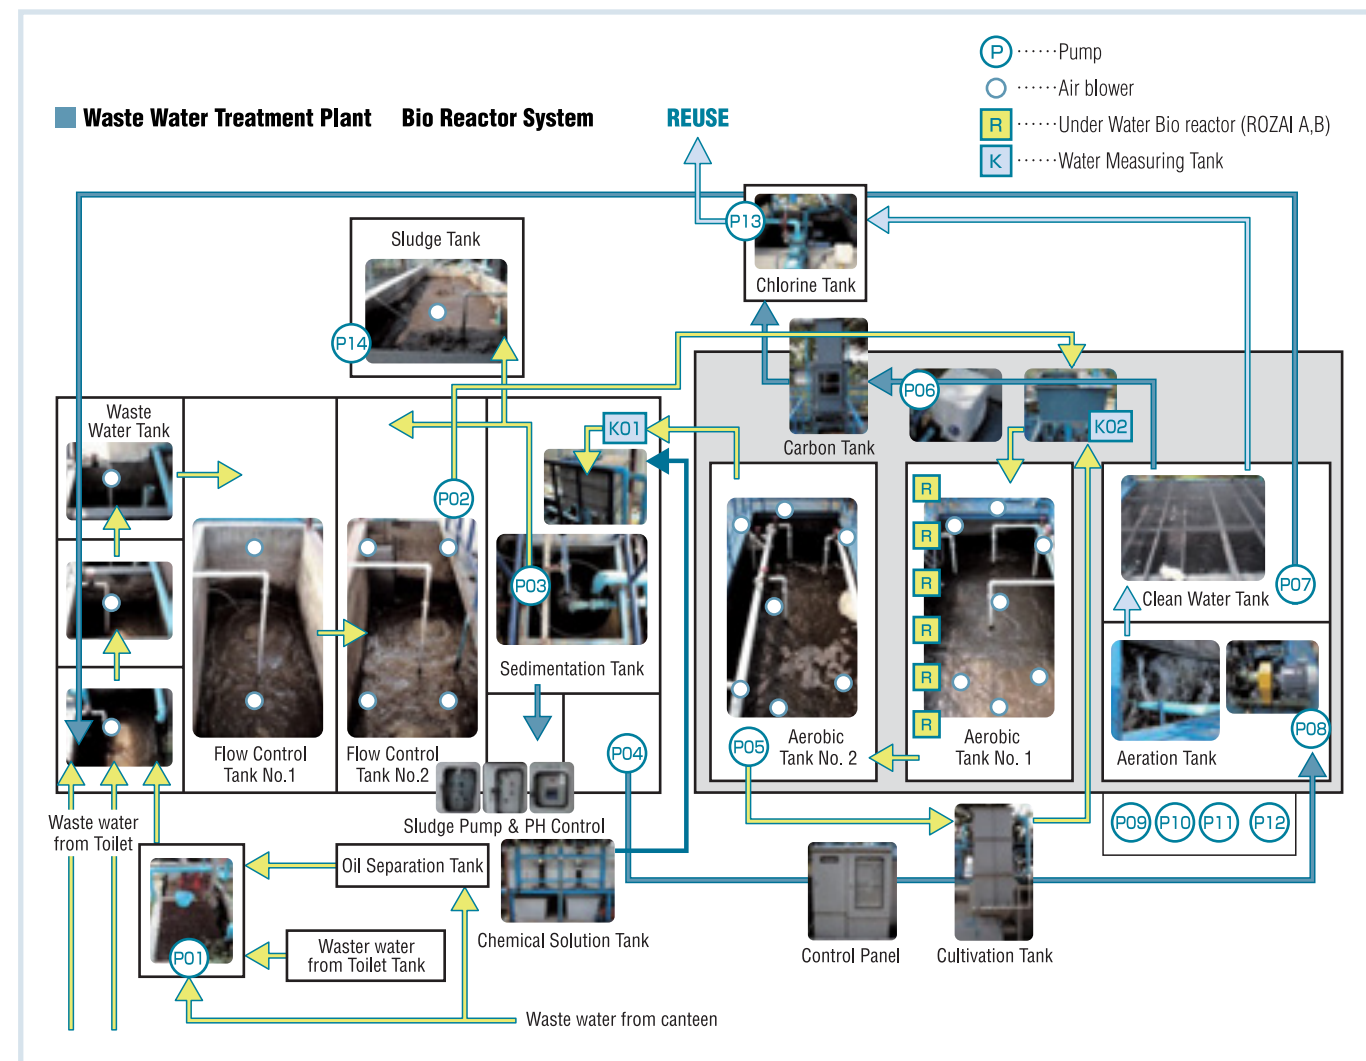 P ······Pump
······Air blower
R ······Under Water Bio reactor (ROZAI A,B)
K ······Water Measuring Tank
Waste Water Treatment Plant Bio Reactor System
REUSE
P13
Chlorine Tank
Sludge Tank
P14
P06
Carbon Tank
K02
Waste
Water Tank
K01
P02
P03
Sedimentation Tank
Flow Control
Tank No.1
Flow Control
Tank No.2
R
R
R
R
R
R
P07
Clean Water Tank
P04
P05
Aerobic
Tank No. 2
Aerobic
Tank No. 1
Aeration Tank
P08
Waste water
from Toilet
Sludge Pump & PH Control
P09
P10
P11
P12
Oil Separation Tank
Chemical Solution Tank
Control Panel
Cultivation Tank
P01
Waster water
from Toilet Tank
Waste water from canteen